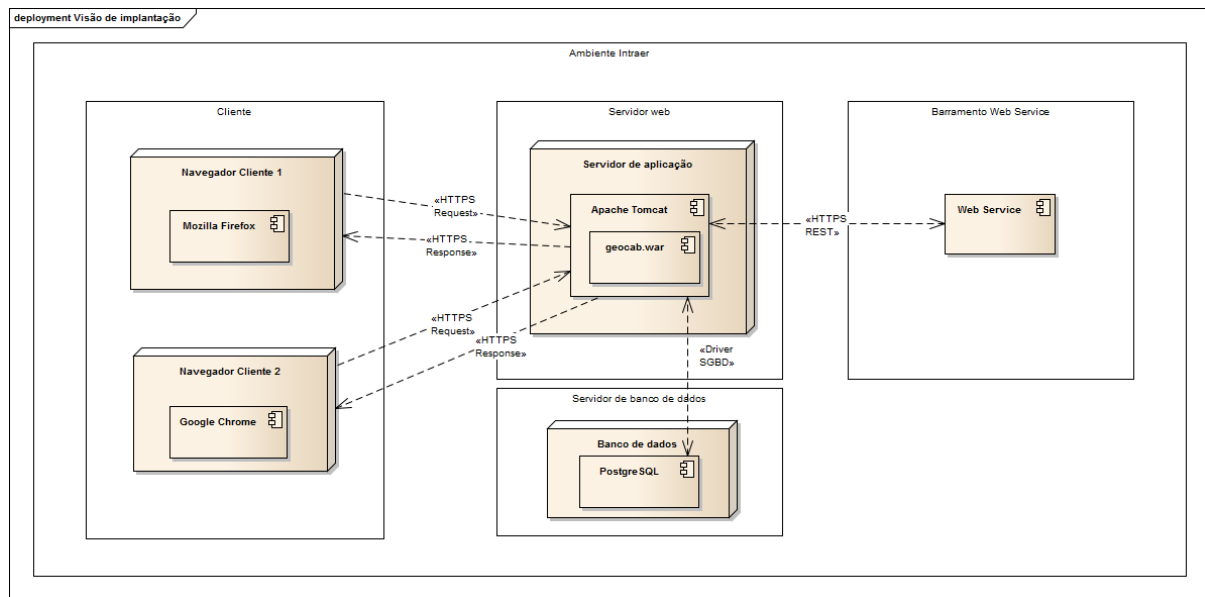 deployment Visão de implantação
Ambiente Intraer
Cliente
Navegador Cliente 1
Mozilla Firefox
Navegador Cliente 2
Google Chrome
«HTTPS
Request»
«HTTPS
Response»
«HTTPS
Request»
«HTTPS
Response»
Servidor web
Servidor de aplicação
Apache Tomcat
geocab.war
«Driver
SGBD»
Servidor de banco de dados
Banco de dados
PostgreSQL
«HTTPS
REST»
Barramento Web Service
Web Service